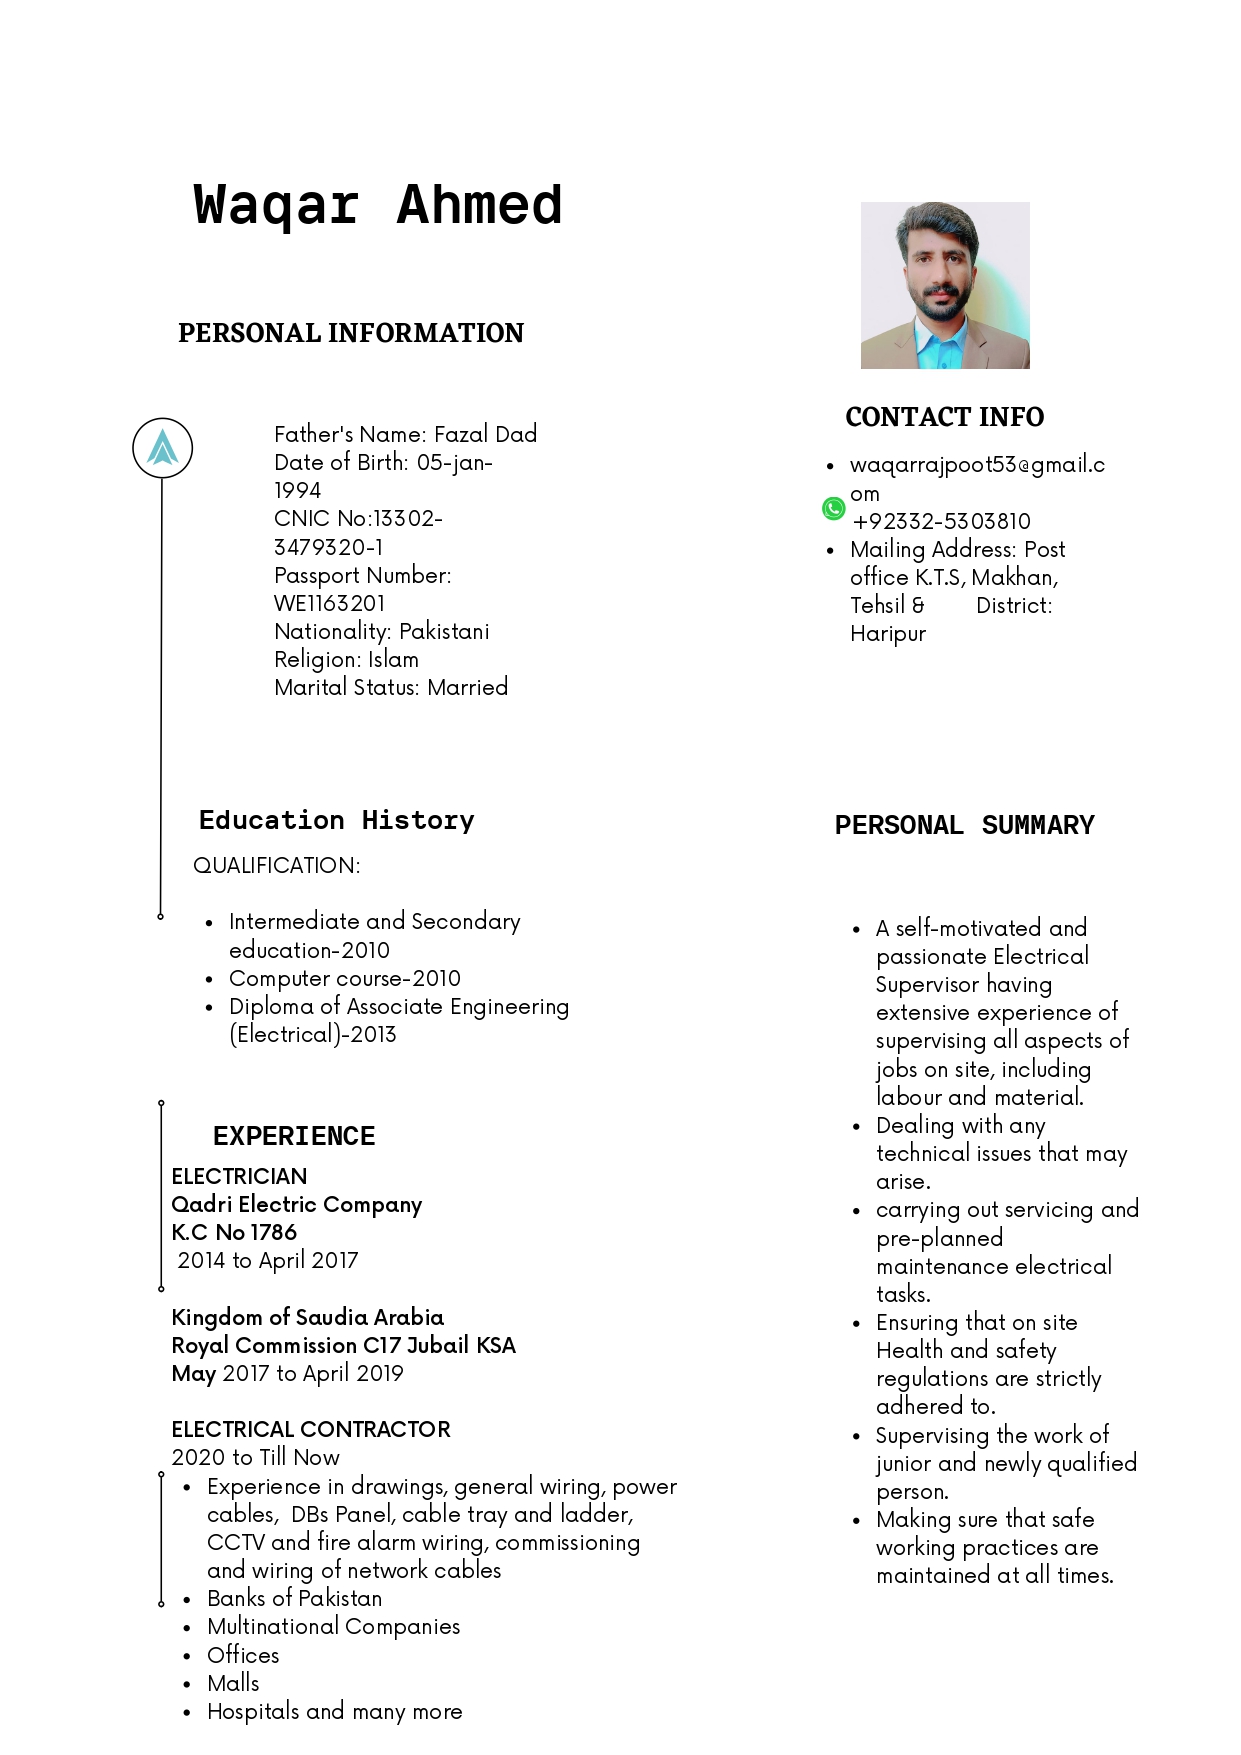 Waqar Ahmed
PERSONAL INFORMATION
Father's Name: Fazal Dad
Date of Birth: 05-jan-
1994
CNIC No:13302-
3479320-1
Passport Number:
WE1163201
Nationality: Pakistani
Religion: Islam
Marital Status: Married
Education History
QUALIFICATION:
• Intermediate and Secondary
education-2010
• Computer course-2010
• Diploma of Associate Engineering
(Electrical)-2013
EXPERIENCE
ELECTRICIAN
Qadri Electric Company
K.C No 1786
2014 to April 2017
Kingdom of Saudia Arabia
Royal Commission C17 Jubail KSA
May 2017 to April 2019
ELECTRICAL CONTRACTOR
2020 to Till Now
• Experience in drawings, general wiring, power
cables, DBs Panel, cable tray and ladder,
CCTV and fire alarm wiring, commissioning
and wiring of network cables
• Banks of Pakistan
• Multinational Companies
• Offices
• Malls
• Hospitals and many more
CONTACT INFO
• waqarrajpoot53@gmail.c
om
+92332-5303810
• Mailing Address: Post
office K.T.S, Makhan,
Tehsil & District:
Haripur
PERSONAL SUMMARY
• A self-motivated and
passionate Electrical
Supervisor having
extensive experience of
supervising all aspects of
jobs on site, including
labour and material.
• Dealing with any
technical issues that may
arise.
• carrying out servicing and
pre-planned
maintenance electrical
tasks.
• Ensuring that on site
Health and safety
regulations are strictly
adhered to.
• Supervising the work of
junior and newly qualified
person.
• Making sure that safe
working practices are
maintained at all times.